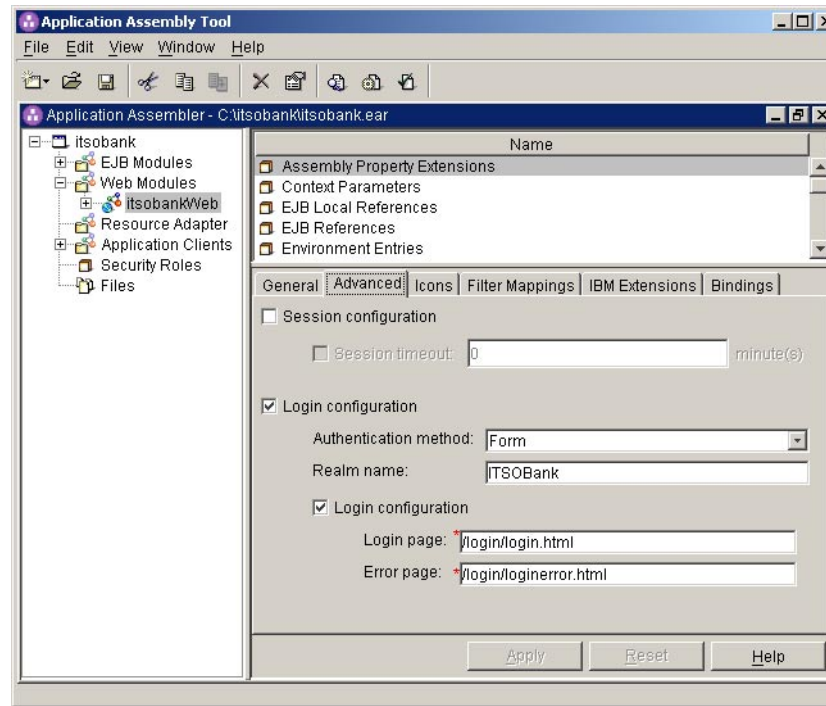 Application Assembly Tool
File Edit View Window Help
Application Assembler - C:\itsobank\itsobank.ear
itsobank
EJB Modules
Web Modules
itsobankWeb
Resource Adapter
Application Clients
Security Roles
Files
Name
Assembly Property Extensions
Context Parameters
EJB Local References
EJB References
Environment Entries
General Advanced Icons Filter Mappings IBM Extensions Bindings
Session configuration
Session timeout: 0 minute(s)
Login configuration
Authentication method: Form
Realm name: ITSOBank
Login configuration
Login page: */login/login.html
Error page: */login/loginerror.html
Apply Reset Help